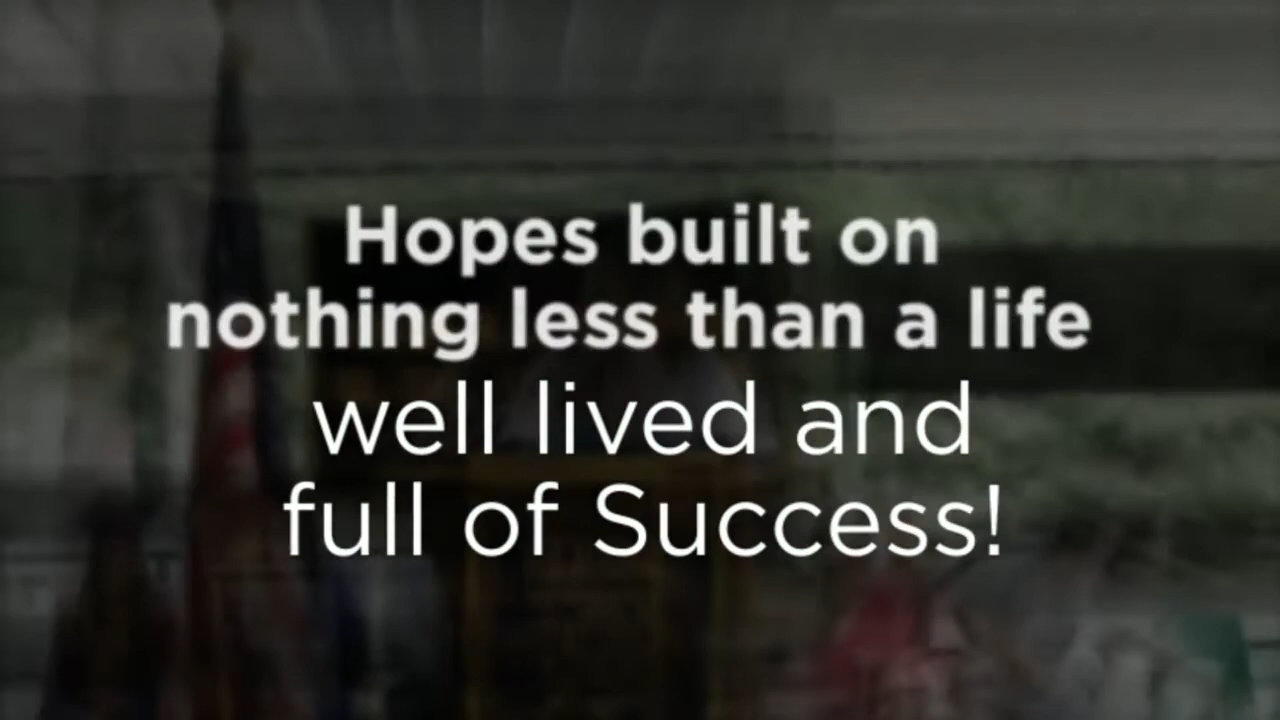 Hopes built on
nothing less than a life
well lived and
full of Success!